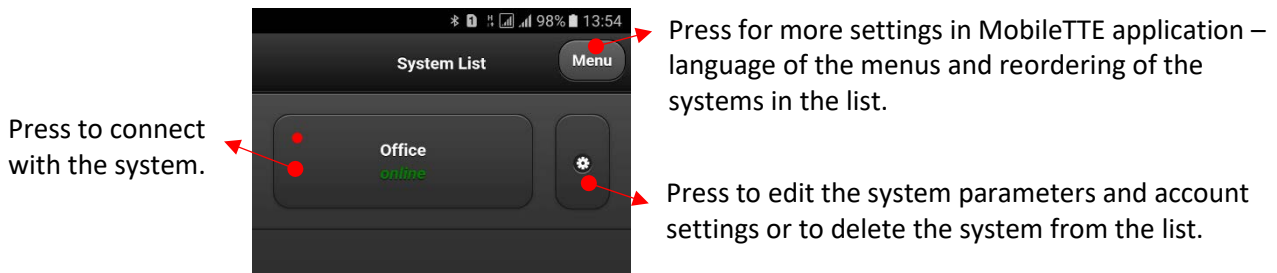 98% 13:54
System List
Menu
Press for more settings in MobileTTE application –
language of the menus and reordering of the
systems in the list.
Press to connect
with the system.
Office
online
Press to edit the system parameters and account
settings or to delete the system from the list.